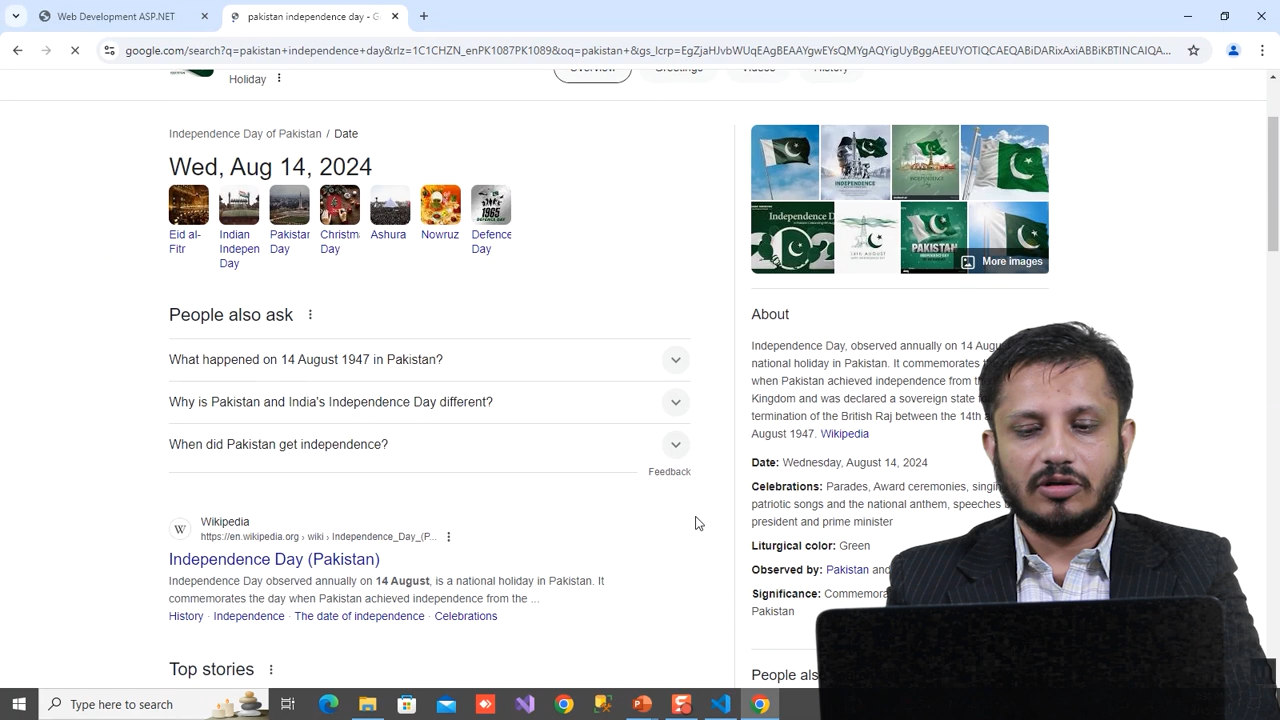 Web Development ASP.NET
pakistan independence day - G
google.com/search?q=pakistan+independence+day&rlz=1C1CHZN_enPK1087PK1089&oq=pakistan+&gs_lcrp=EgZjaHJvbWUqEAgBEAAYgwEYsQMYgAQYigUyBggAEEUYOTIQCAEQABiDARixAxiABBiKBTINCAIQA...
Holiday
Overview
Greetings
Videos
History
Independence Day of Pakistan / Date
Wed, Aug 14, 2024
Eid al-
Fitr
Indian
Indepen
Pakistan
Day
Day
Ashura
Nowruz
Defence
Day
People also ask
What happened on 14 August 1947 in Pakistan?
Why is Pakistan and India's Independence Day different?
When did Pakistan get independence?
Feedback
Wikipedia
https://en.wikipedia.org › wiki › Independence_Day_(P...
Independence Day (Pakistan)
Independence Day observed annually on 14 August, is a national holiday in Pakistan. It
commemorates the day when Pakistan achieved independence from the ...
History · Independence · The date of independence · Celebrations
Top stories
INDEPENDENCE
Independence D
14TH AUGUST
PAKISTAN
More images
About
Independence Day, observed annually on 14 Augu
national holiday in Pakistan. It commemorates
when Pakistan achieved independence from
Kingdom and was declared a sovereign state
termination of the British Raj between the 14th
August 1947. Wikipedia
Date: Wednesday, August 14, 2024
Celebrations: Parades, Award ceremonies, singin
patriotic songs and the national anthem, speeches
president and prime minister
Liturgical color: Green
Observed by: Pakistan and
Significance: Commemora
Pakistan
People als
Type here to search